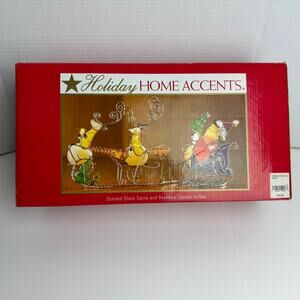 Holiday HOME ACCENTS®
Stained Glass Santa and Reindeer Candle Holder